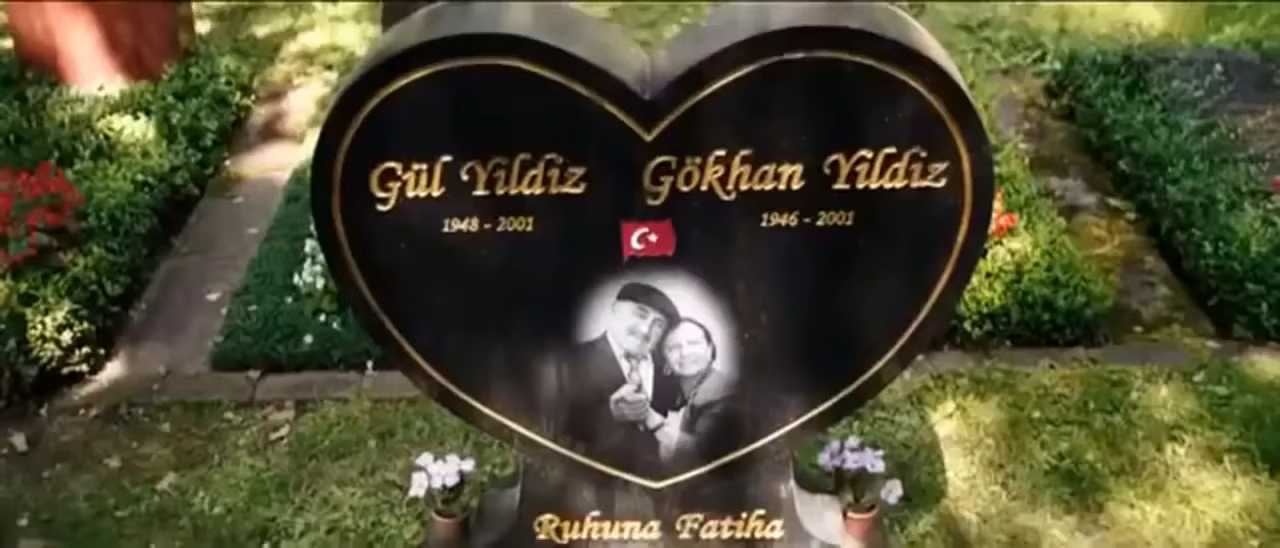 Gül Yildiz
1948 - 2001
Gökhan Yildiz
1946 - 2001
Ruhuna Fatiha